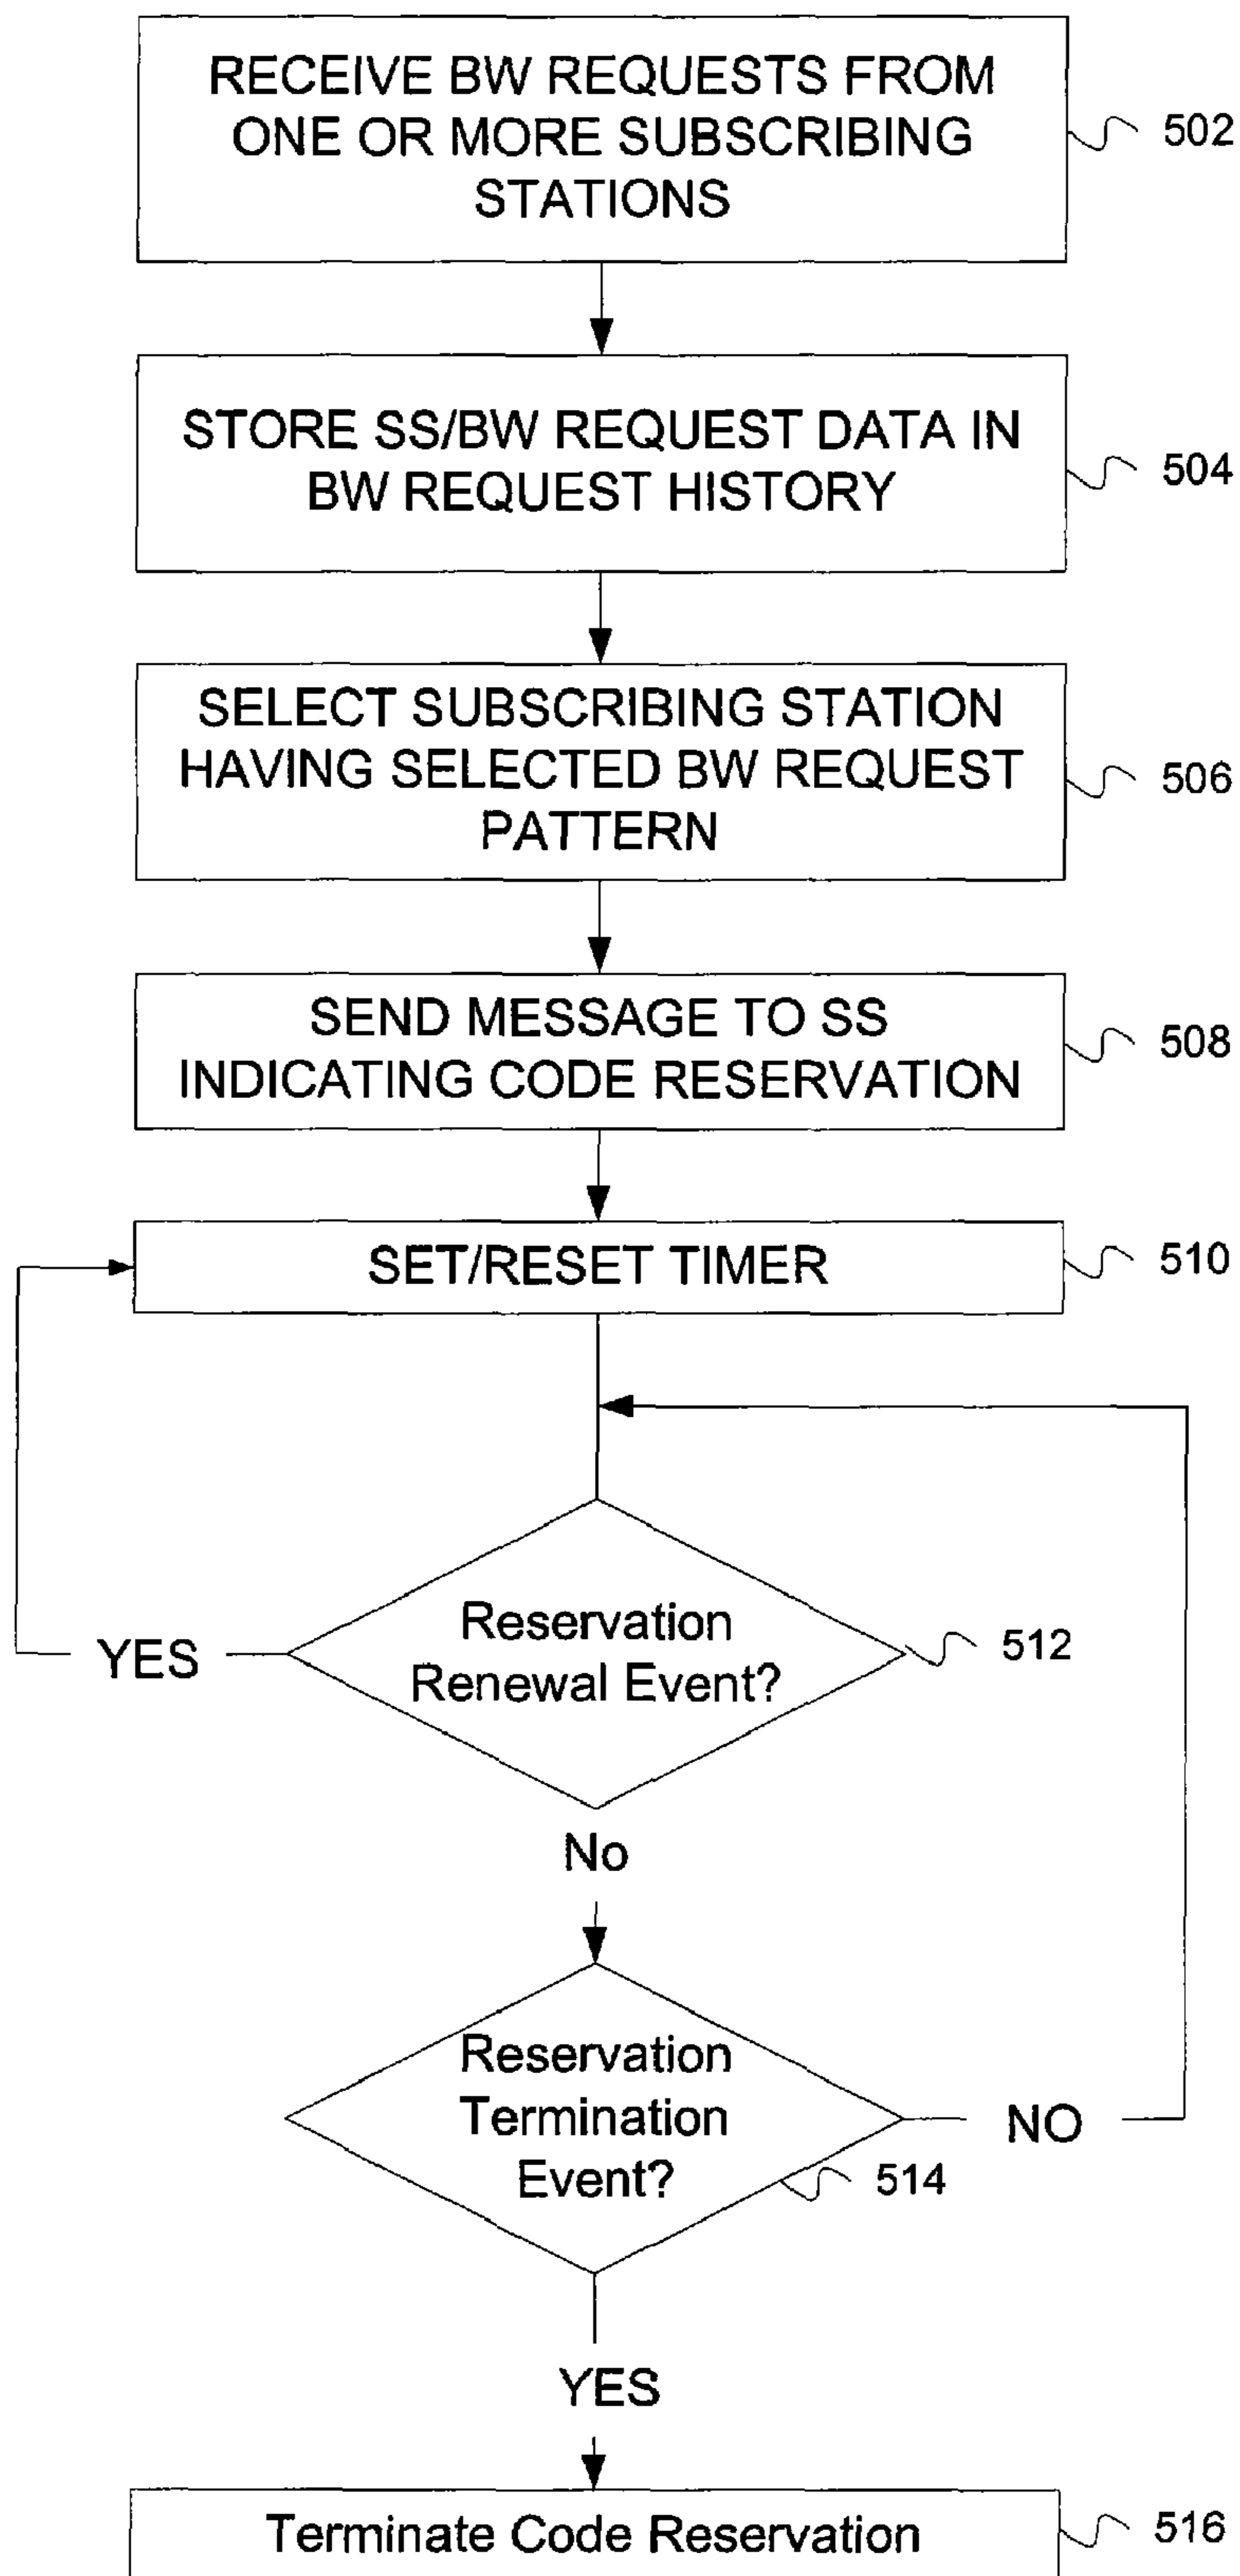 RECEIVE BW REQUESTS FROM
ONE OR MORE SUBSCRIBING
STATIONS
502
STORE SS/BW REQUEST DATA IN
BW REQUEST HISTORY
504
SELECT SUBSCRIBING STATION
HAVING SELECTED BW REQUEST
PATTERN
506
SEND MESSAGE TO SS
INDICATING CODE RESERVATION
508
SET/RESET TIMER
510
Reservation
Renewal Event?
512
YES
No
Reservation
Termination
Event?
514
NO
YES
Terminate Code Reservation
516